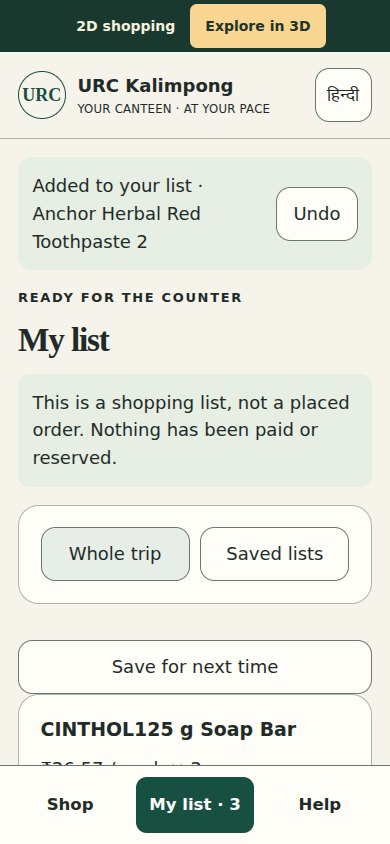 2D shopping
Explore in 3D
URC
URC Kalimpong
YOUR CANTEEN · AT YOUR PACE
हिन्दी
Added to your list ·
Anchor Herbal Red
Toothpaste 2
Undo
READY FOR THE COUNTER
My list
This is a shopping list, not a placed
order. Nothing has been paid or
reserved.
Whole trip
Saved lists
Save for next time
CINTHOL125 g Soap Bar
Shop
My list · 3
Help